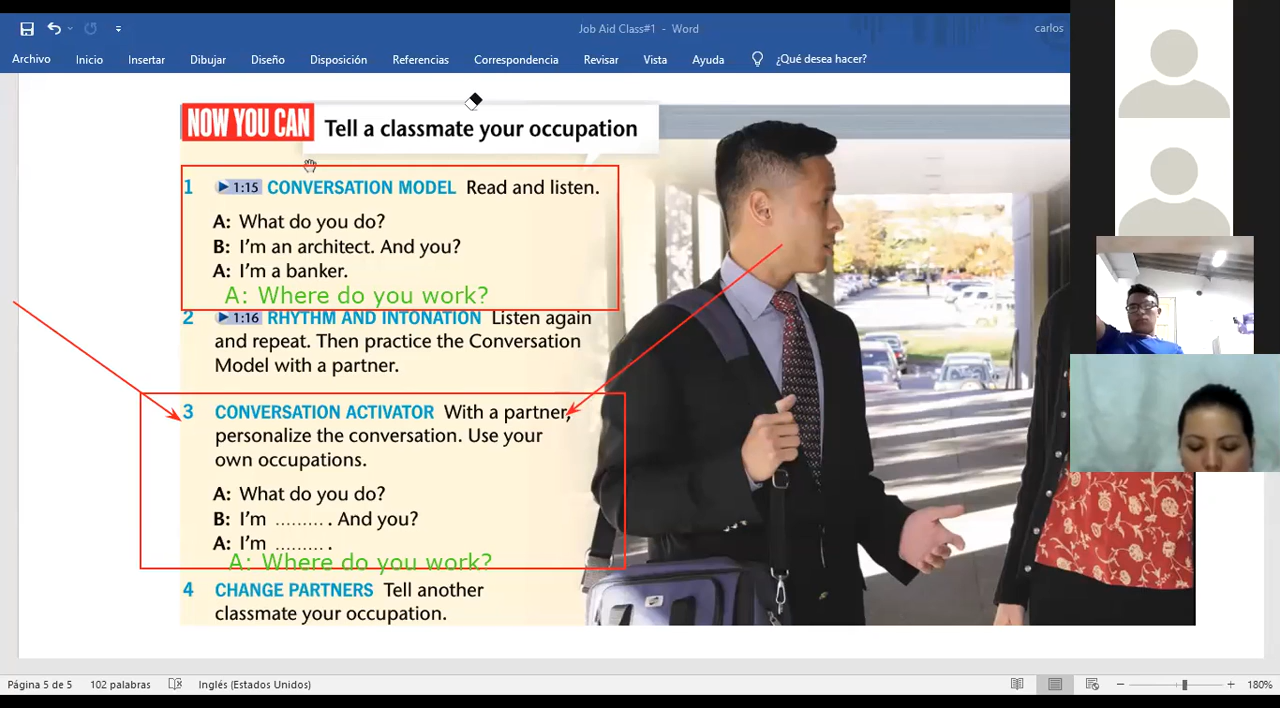 Job Aid Class#1 - Word
carlos
Archivo Inicio Insertar Dibujar Diseño Disposición Referencias Correspondencia Revisar Vista Ayuda ¿Qué desea hacer?
NOW YOU CAN Tell a classmate your occupation
1 1:15 CONVERSATION MODEL Read and listen.
A: What do you do?
B: I'm an architect. And you?
A: I'm a banker.
A: Where do you work?
2 1:16 RHYTHM AND INTONATION Listen again
and repeat. Then practice the Conversation
Model with a partner.
3 CONVERSATION ACTIVATOR With a partner,
personalize the conversation. Use your
own occupations.
A: What do you do?
B: I'm ......... . And you?
A: I'm ......... .
A: Where do you work?
4 CHANGE PARTNERS Tell another
classmate your occupation.
Página 5 de 5 102 palabras Inglés (Estados Unidos) 180%